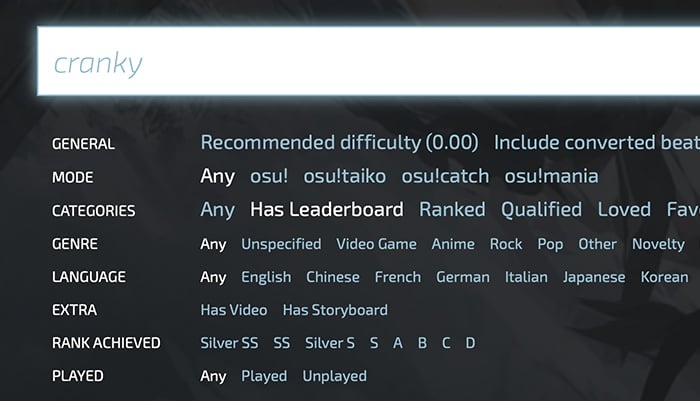 cranky
GENERAL Recommended difficulty (0.00) Include converted beat
MODE Any osu! osu!taiko osu!catch osu!mania
CATEGORIES Any Has Leaderboard Ranked Qualified Loved Fav
GENRE Any Unspecified Video Game Anime Rock Pop Other Novelty
LANGUAGE Any English Chinese French German Italian Japanese Korean
EXTRA Has Video Has Storyboard
RANK ACHIEVED Silver SS SS Silver S S A B C D
PLAYED Any Played Unplayed